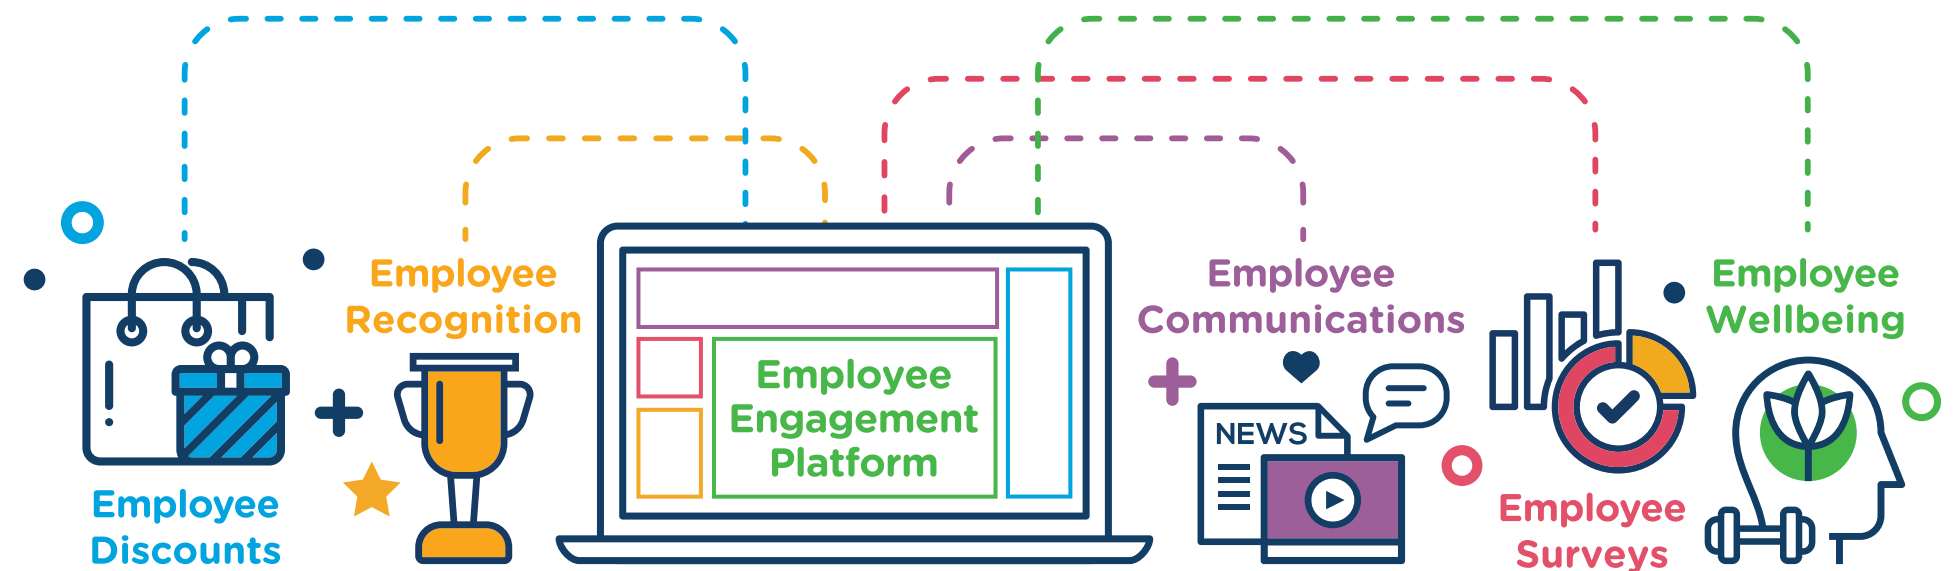 Employee
Discounts
Employee
Recognition
Employee
Engagement
Platform
Employee
Communications
NEWS
Employee
Surveys
Employee
Wellbeing